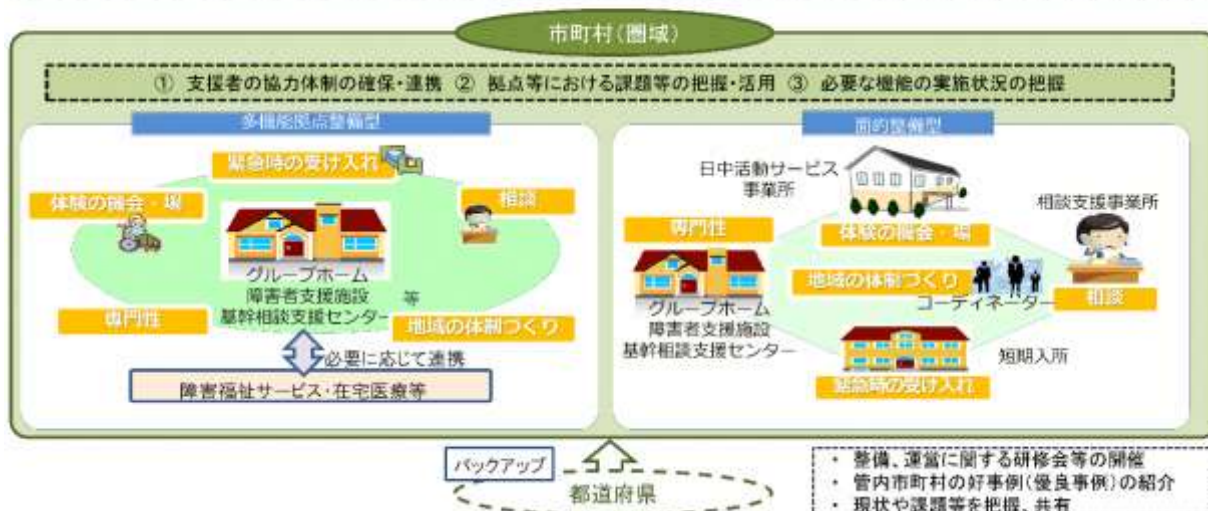 市町村(圏域)
① 支援者の協力体制の確保・連携 ② 拠点等における課題等の把握・活用 ③ 必要な機能の実施状況の把握
多機能拠点整備型
緊急時の受け入れ
体験の機会・場
相談
グループホーム
障害者支援施設
基幹相談支援センター
等
専門性
地域の体制づくり
必要に応じて連携
障害福祉サービス・在宅医療等
面的整備型
日中活動サービス
事業所
相談支援事業所
専門性
体験の機会・場
地域の体制づくり
コーディネーター
相談
グループホーム
障害者支援施設
基幹相談支援センター
短期入所
緊急時の受け入れ
バックアップ
都道府県
・ 整備、運営に関する研修会等の開催
・ 管内市町村の好事例(優良事例)の紹介
・ 現状や課題等を把握、共有